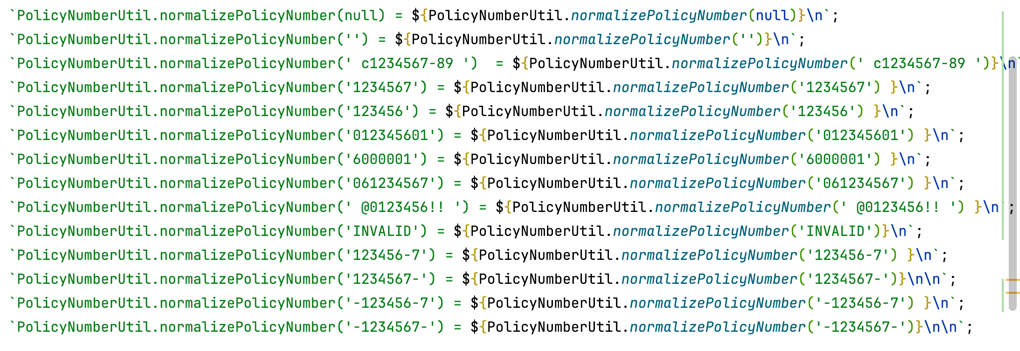 `PolicyNumberUtil.normalizePolicyNumber(null) = ${PolicyNumberUtil.normalizePolicyNumber(null)}\n`;
`PolicyNumberUtil.normalizePolicyNumber('') = ${PolicyNumberUtil.normalizePolicyNumber('')}\n`;
`PolicyNumberUtil.normalizePolicyNumber(' c1234567-89 ')  = ${PolicyNumberUtil.normalizePolicyNumber(' c1234567-89 ')}\n`
`PolicyNumberUtil.normalizePolicyNumber('1234567') = ${PolicyNumberUtil.normalizePolicyNumber('1234567') }\n`;
`PolicyNumberUtil.normalizePolicyNumber('123456') = ${PolicyNumberUtil.normalizePolicyNumber('123456') }\n`;
`PolicyNumberUtil.normalizePolicyNumber('012345601') = ${PolicyNumberUtil.normalizePolicyNumber('012345601') }\n`;
`PolicyNumberUtil.normalizePolicyNumber('6000001') = ${PolicyNumberUtil.normalizePolicyNumber('6000001') }\n`;
`PolicyNumberUtil.normalizePolicyNumber('061234567') = ${PolicyNumberUtil.normalizePolicyNumber('061234567') }\n`;
`PolicyNumberUtil.normalizePolicyNumber(' @0123456!! ') = ${PolicyNumberUtil.normalizePolicyNumber(' @0123456!! ') }\n`;
`PolicyNumberUtil.normalizePolicyNumber('INVALID') = ${PolicyNumberUtil.normalizePolicyNumber('INVALID')}\n`;
`PolicyNumberUtil.normalizePolicyNumber('123456-7') = ${PolicyNumberUtil.normalizePolicyNumber('123456-7') }\n`;
`PolicyNumberUtil.normalizePolicyNumber('1234567-') = ${PolicyNumberUtil.normalizePolicyNumber('1234567-')}\n\n`;
`PolicyNumberUtil.normalizePolicyNumber('-123456-7') = ${PolicyNumberUtil.normalizePolicyNumber('-123456-7') }\n`;
`PolicyNumberUtil.normalizePolicyNumber('-1234567-') = ${PolicyNumberUtil.normalizePolicyNumber('-1234567-')}\n\n`;